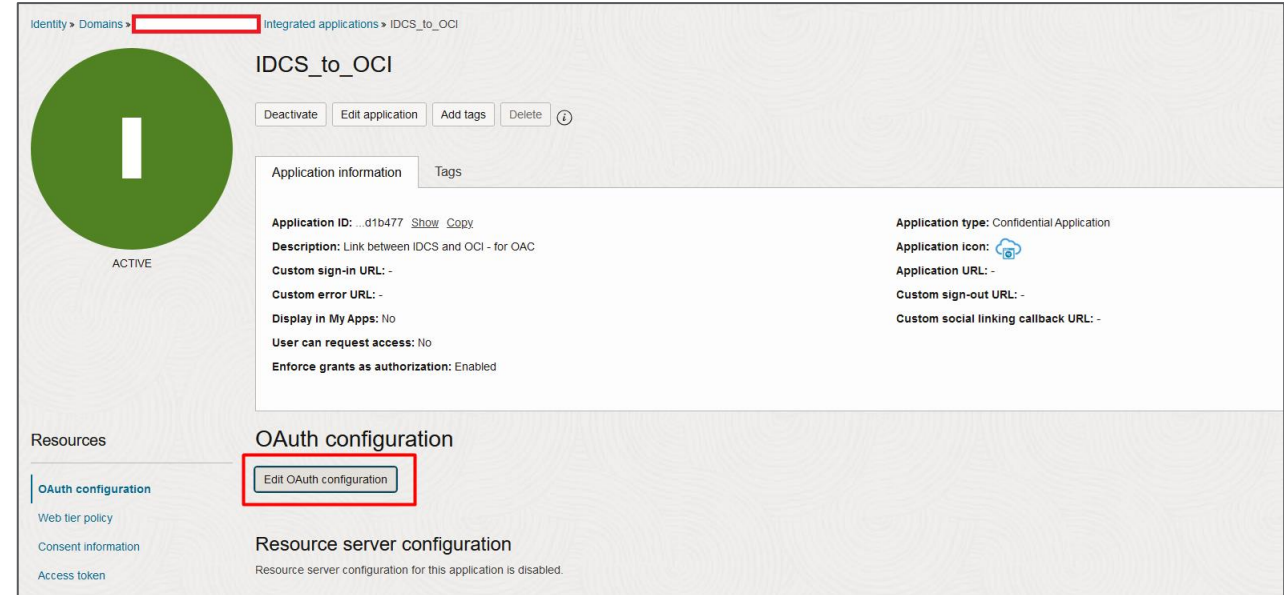 Identity » Domains » Integrated applications » IDCS_to_OCI
IDCS_to_OCI
Deactivate Edit application Add tags Delete i
I
ACTIVE
Application information Tags
Application ID: ...d1b477 Show Copy
Description: Link between IDCS and OCI - for OAC
Custom sign-in URL: -
Custom error URL: -
Display in My Apps: No
User can request access: No
Enforce grants as authorization: Enabled
Application type: Confidential Application
Application icon:
Application URL: -
Custom sign-out URL: -
Custom social linking callback URL: -
Resources
OAuth configuration
Web tier policy
Consent information
Access token
OAuth configuration
Edit OAuth configuration
Resource server configuration
Resource server configuration for this application is disabled.